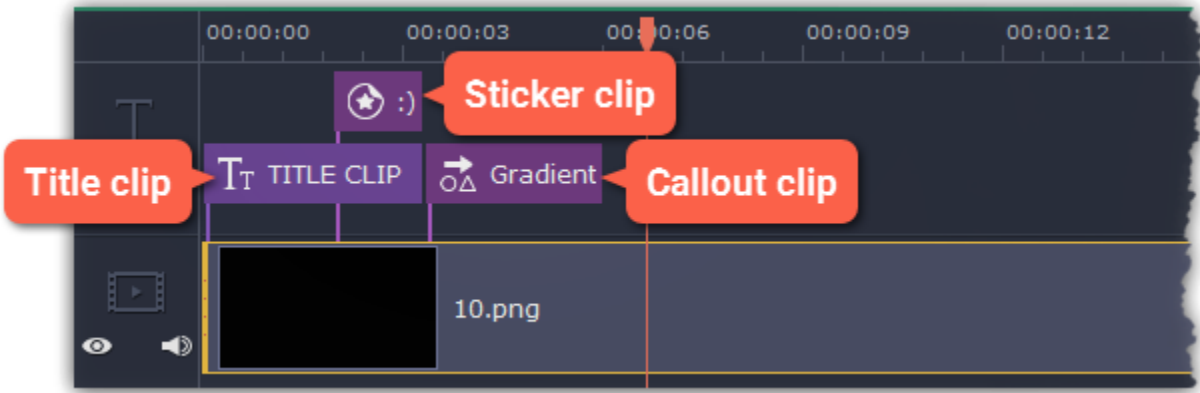 00:00:00 00:00:03 00:00:06 00:00:09 00:00:12
:) Sticker clip
Title clip TT TITLE CLIP Gradient Callout clip
10.png